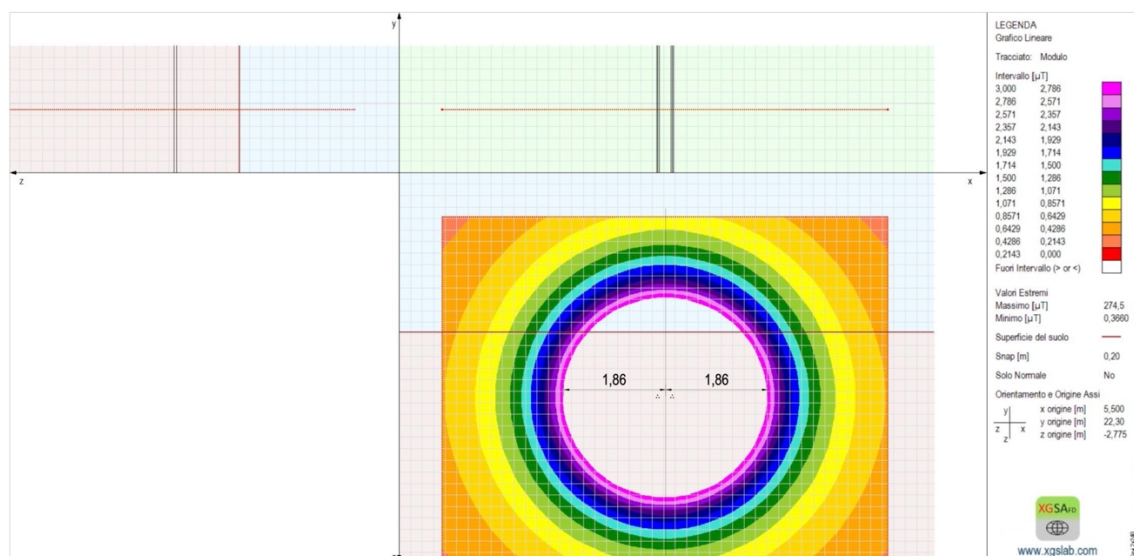 y
z
x
1,86
1,86
LEGENDA
Grafico Lineare
Tracciato: Modulo
Intervallo [µT]
3,000 2,786
2,786 2,571
2,571 2,357
2,357 2,143
2,143 1,929
1,929 1,714
1,714 1,500
1,500 1,286
1,286 1,071
1,071 0,8571
0,8571 0,6429
0,6429 0,4286
0,4286 0,2143
0,2143 0,000
Fuori Intervallo (> or <)
Valori Estremi
Massimo [µT] 274,5
Minimo [µT] 0,3660
Superficie del suolo
Snap [m] 0,20
Solo Normale No
Orientamento e Origine Assi
y
z x
z
x origine [m] 5,500
y origine [m] 22,30
z origine [m] -2,775
XGSAFD
www.xgslab.com